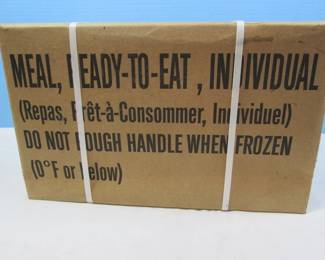 MEAL, READY-TO-EAT , INDIVIDUAL
(Repas, Prêt-à-Consommer, Individuel)
DO NOT ROUGH HANDLE WHEN FROZEN
(0°F or below)